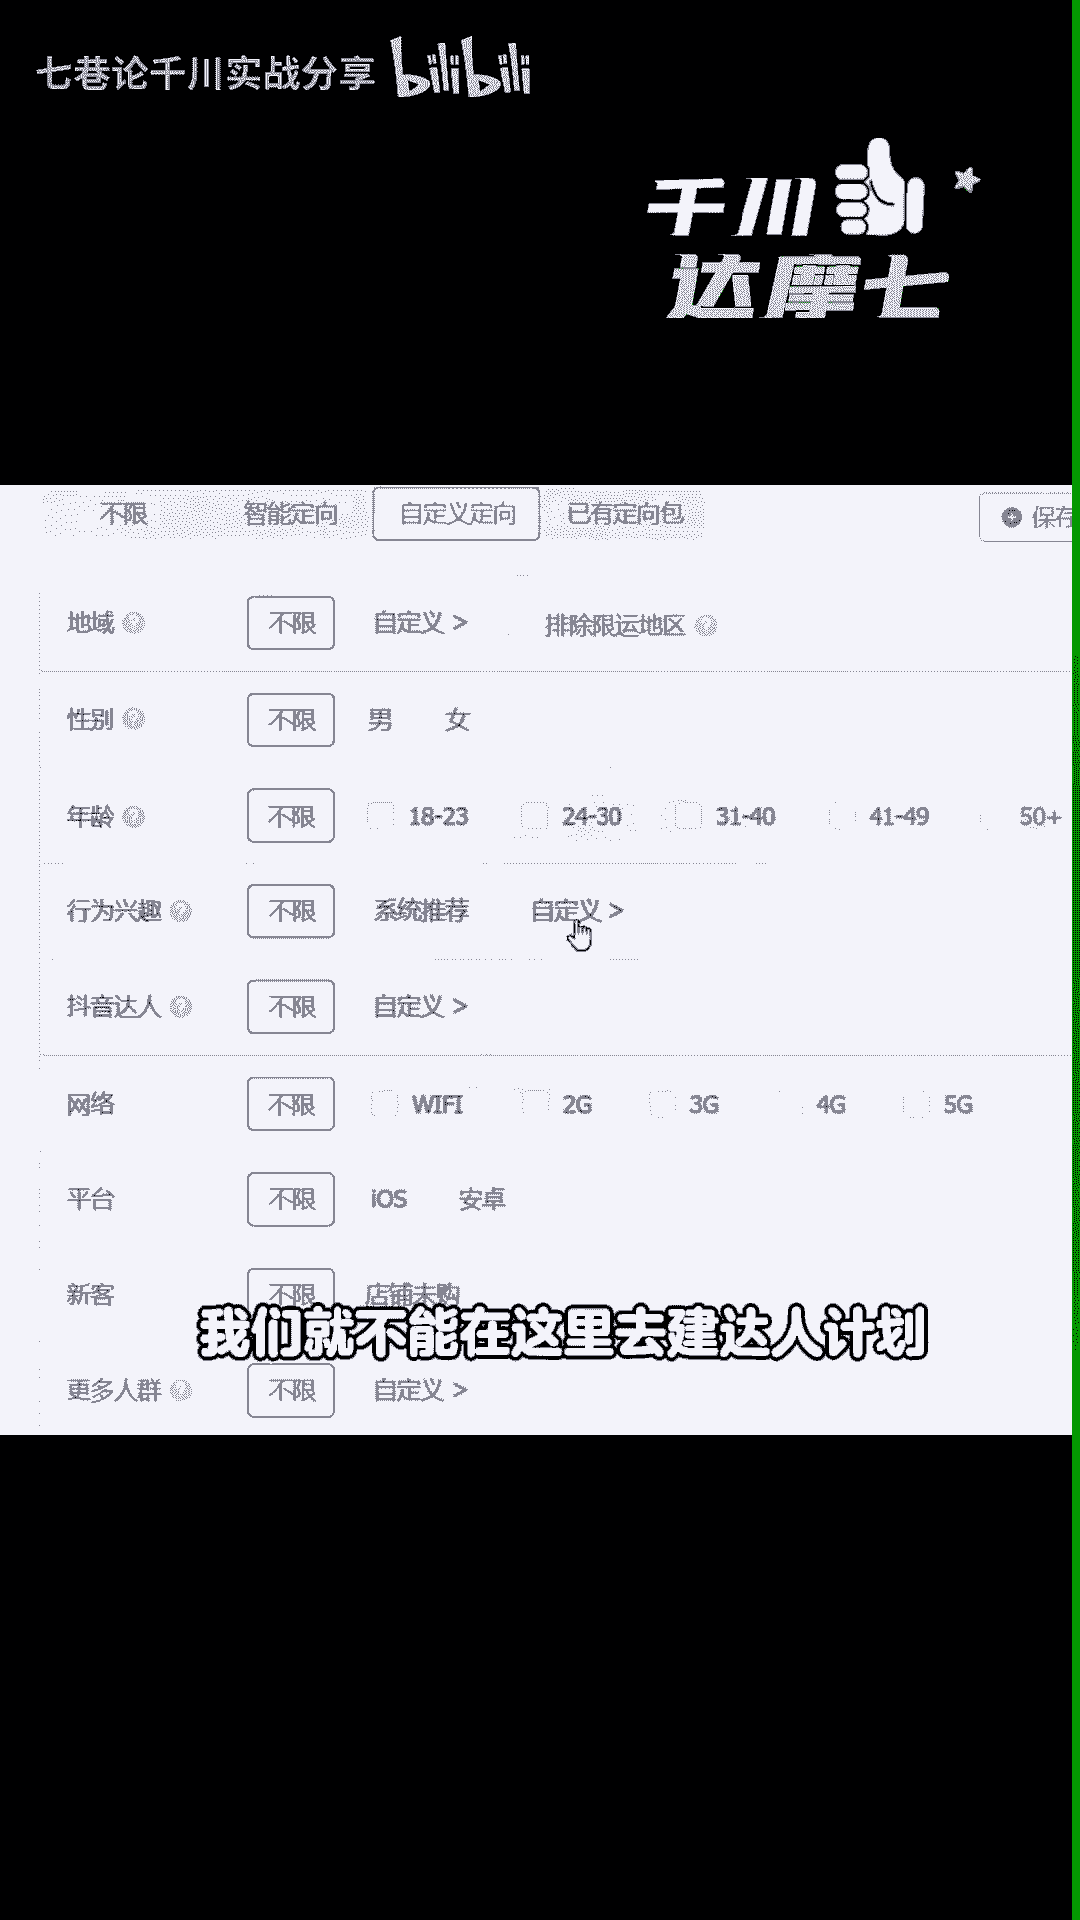 七巷论千川实战分享 bilibili
千川
达摩七
不限 智能定向 自定义定向 已有定向包 保存
地域 不限 自定义 > 排除限运地区
性别 不限 男 女
年龄 不限 18-23 24-30 31-40 41-49 50+
行为兴趣 不限 系统推荐 自定义 >
抖音达人 不限 自定义 >
网络 不限 WIFI 2G 3G 4G 5G
平台 不限 iOS 安卓
新客 不限 店铺未购
我们就不能在这里去建达人计划
更多人群 不限 自定义 >